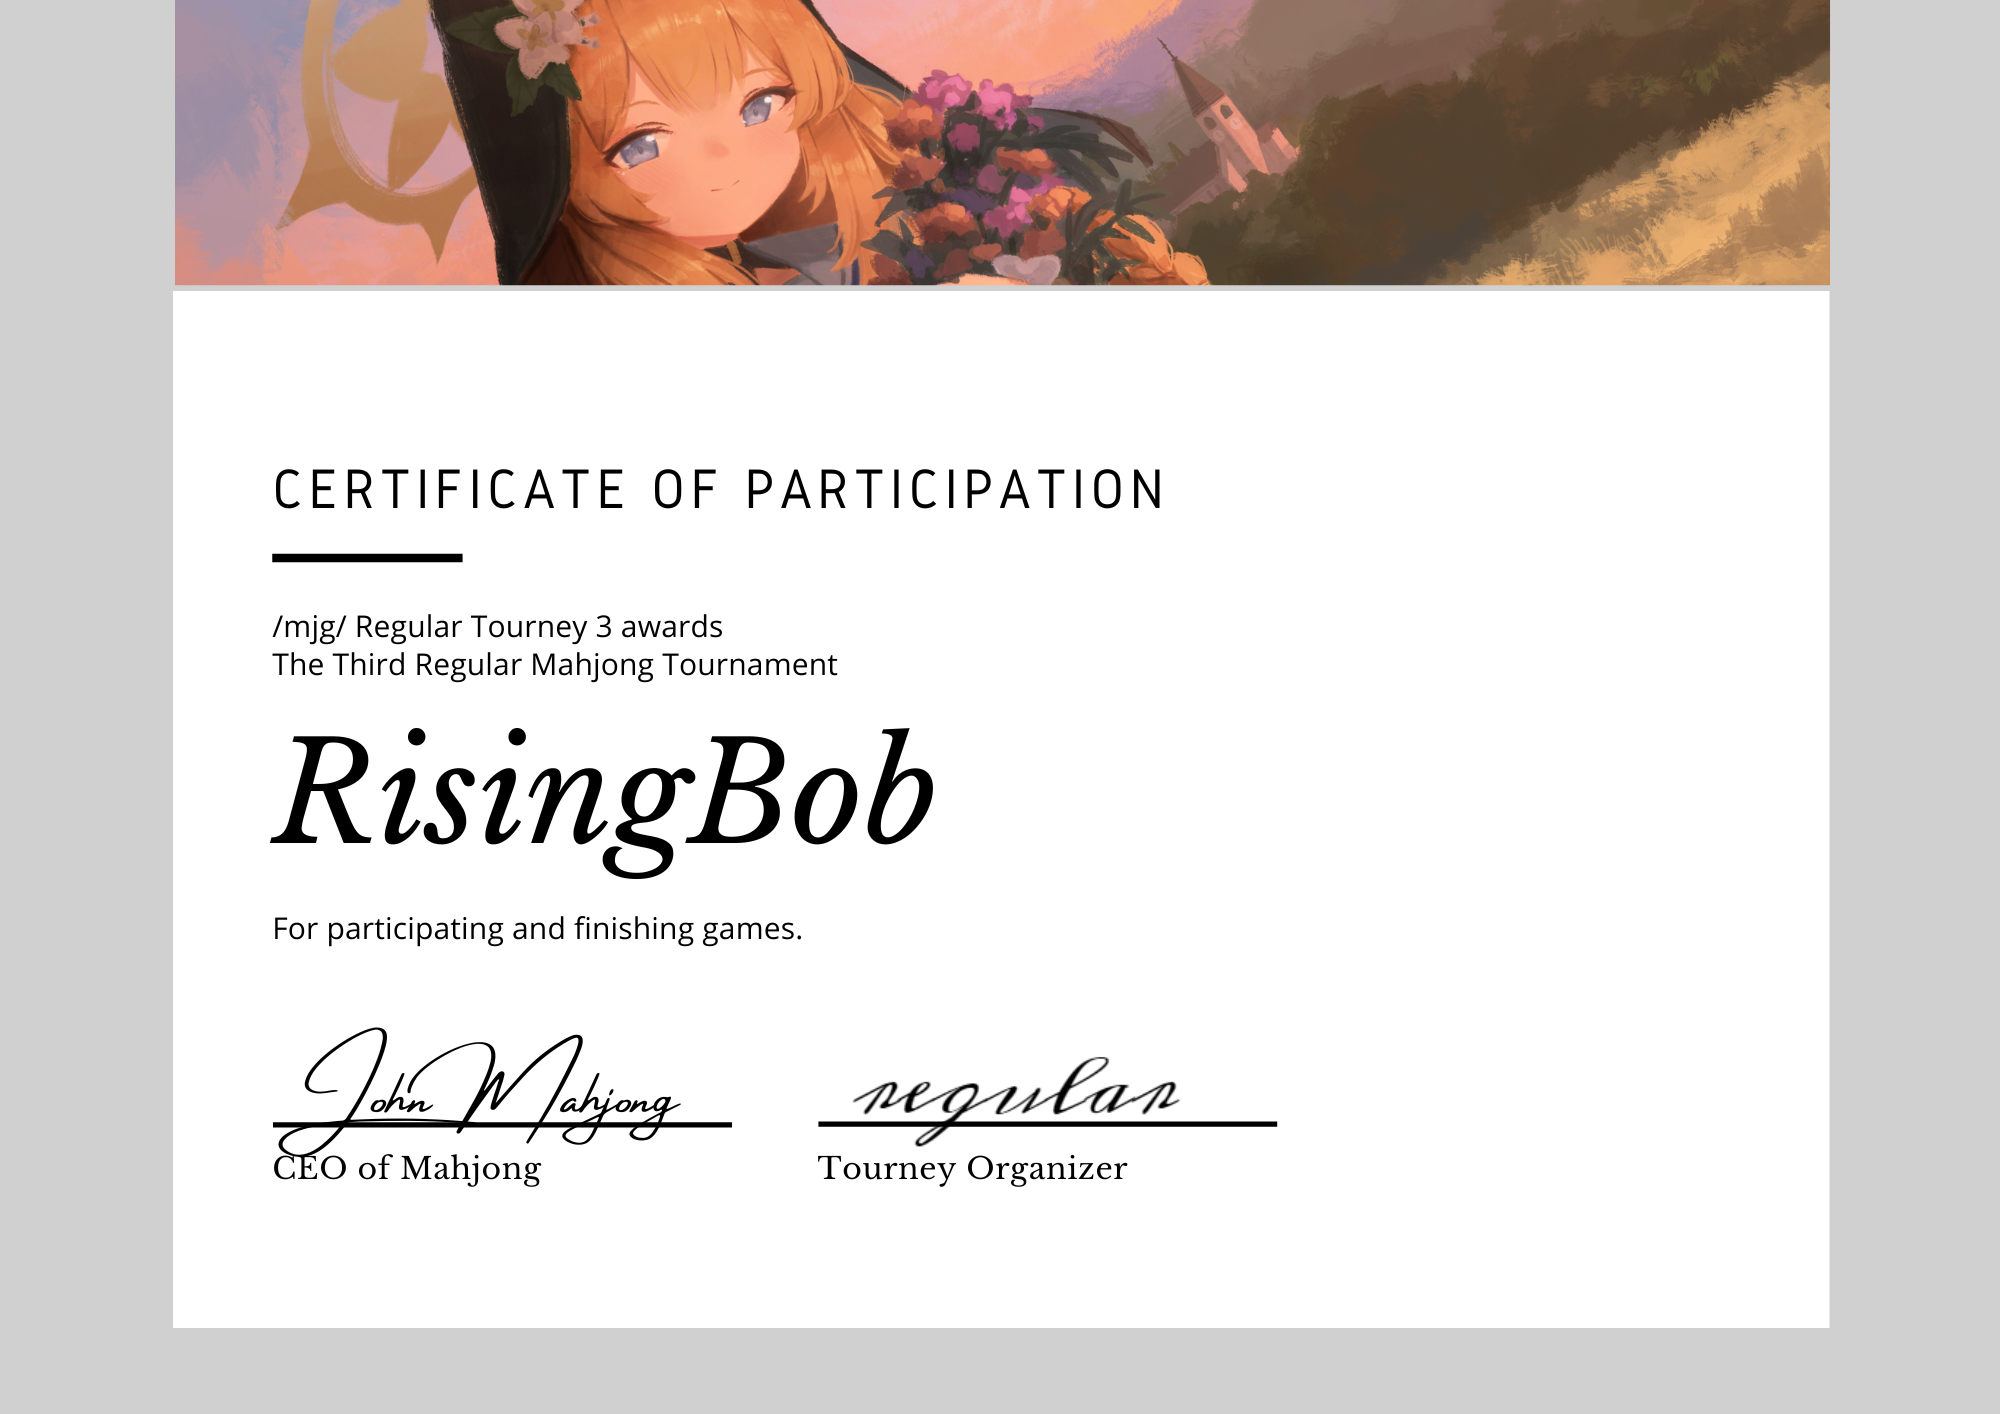 CERTIFICATE OF PARTICIPATION
/mjg/ Regular Tourney 3 awards
The Third Regular Mahjong Tournament
RisingBob
For participating and finishing games.
John Mahjong
CEO of Mahjong
regular
Tourney Organizer